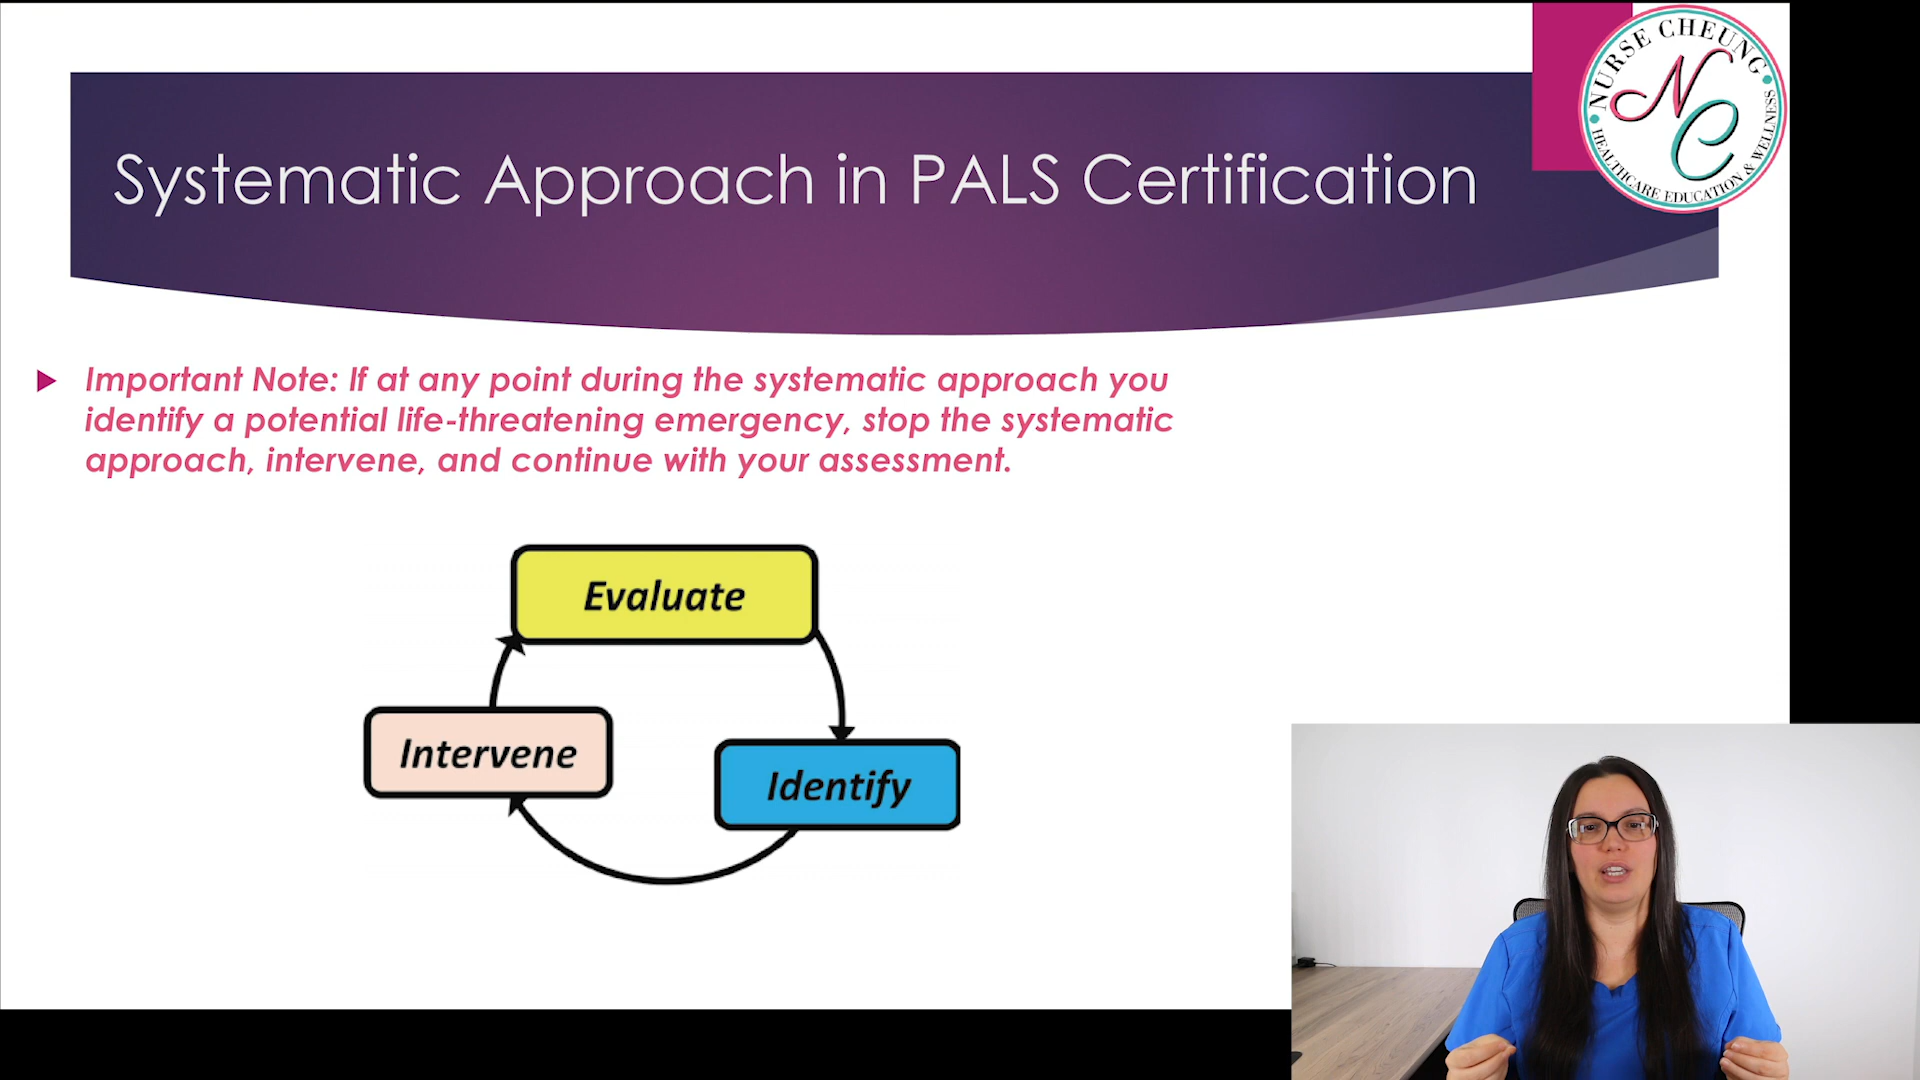 NURSE CHEUNG
NC
HEALTHCARE EDUCATION & WELLNESS
Systematic Approach in PALS Certification
Important Note: If at any point during the systematic approach you
identify a potential life-threatening emergency, stop the systematic
approach, intervene, and continue with your assessment.
Evaluate
Intervene
Identify